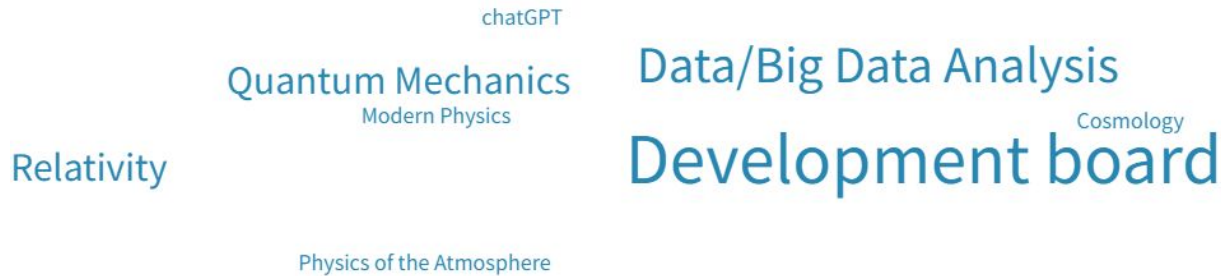 chatGPT
Quantum Mechanics
Data/Big Data Analysis
Modern Physics
Cosmology
Relativity
Development board
Physics of the Atmosphere